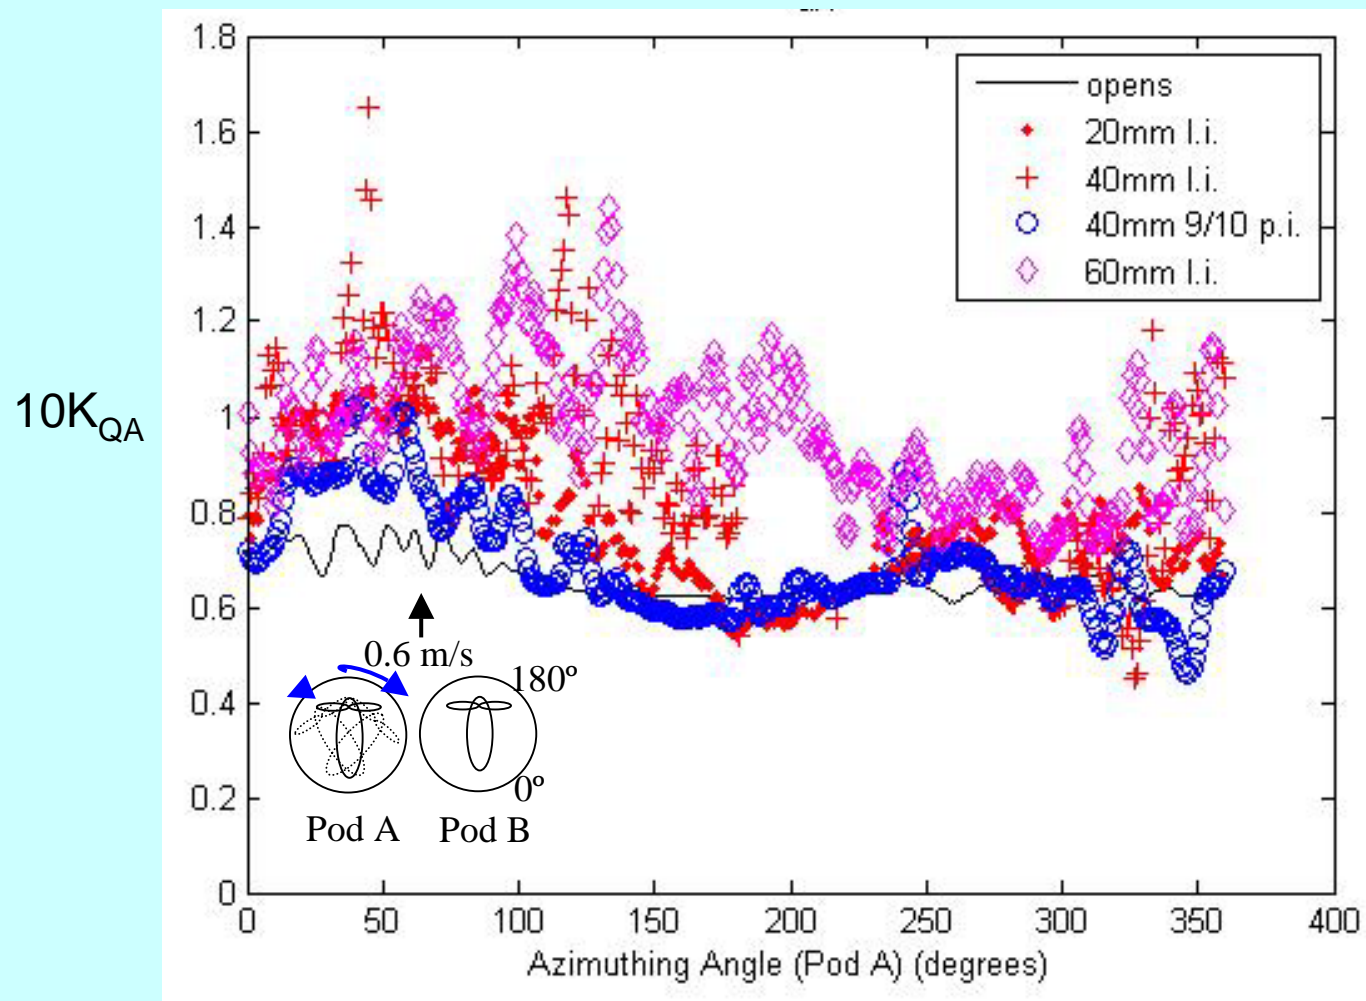 1.8
1.6
1.4
1.2
1
0.8
0.6
0.4
0.2
0
10K_QA
opens
20mm l.i.
40mm l.i.
40mm 9/10 p.i.
60mm l.i.
0.6 m/s
180º
0º
Pod A
Pod B
0 50 100 150 200 250 300 350 400
Azimuthing Angle (Pod A) (degrees)